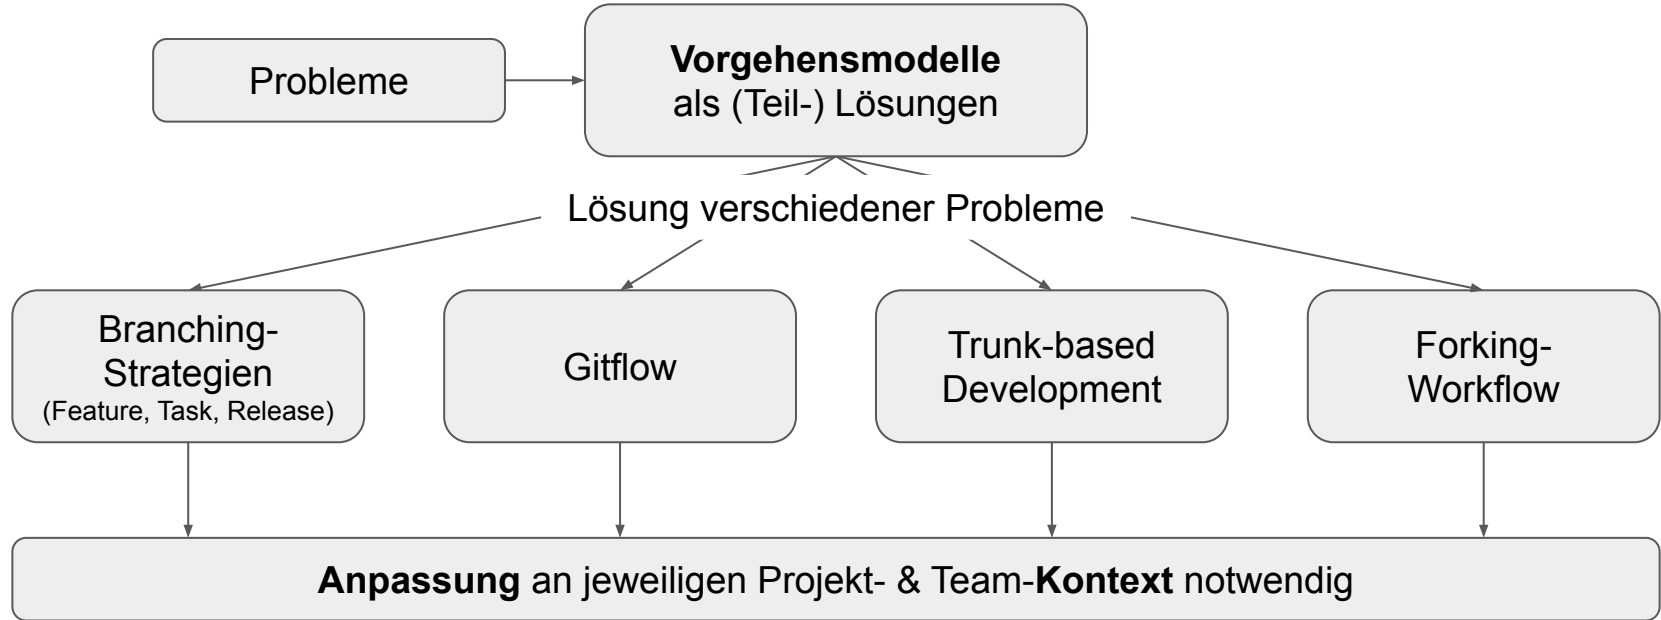 Probleme
Vorgehensmodelle
als (Teil-) Lösungen
Lösung verschiedener Probleme
Branching-
Strategien
(Feature, Task, Release)
Gitflow
Trunk-based
Development
Forking-
Workflow
Anpassung an jeweiligen Projekt- & Team-Kontext notwendig